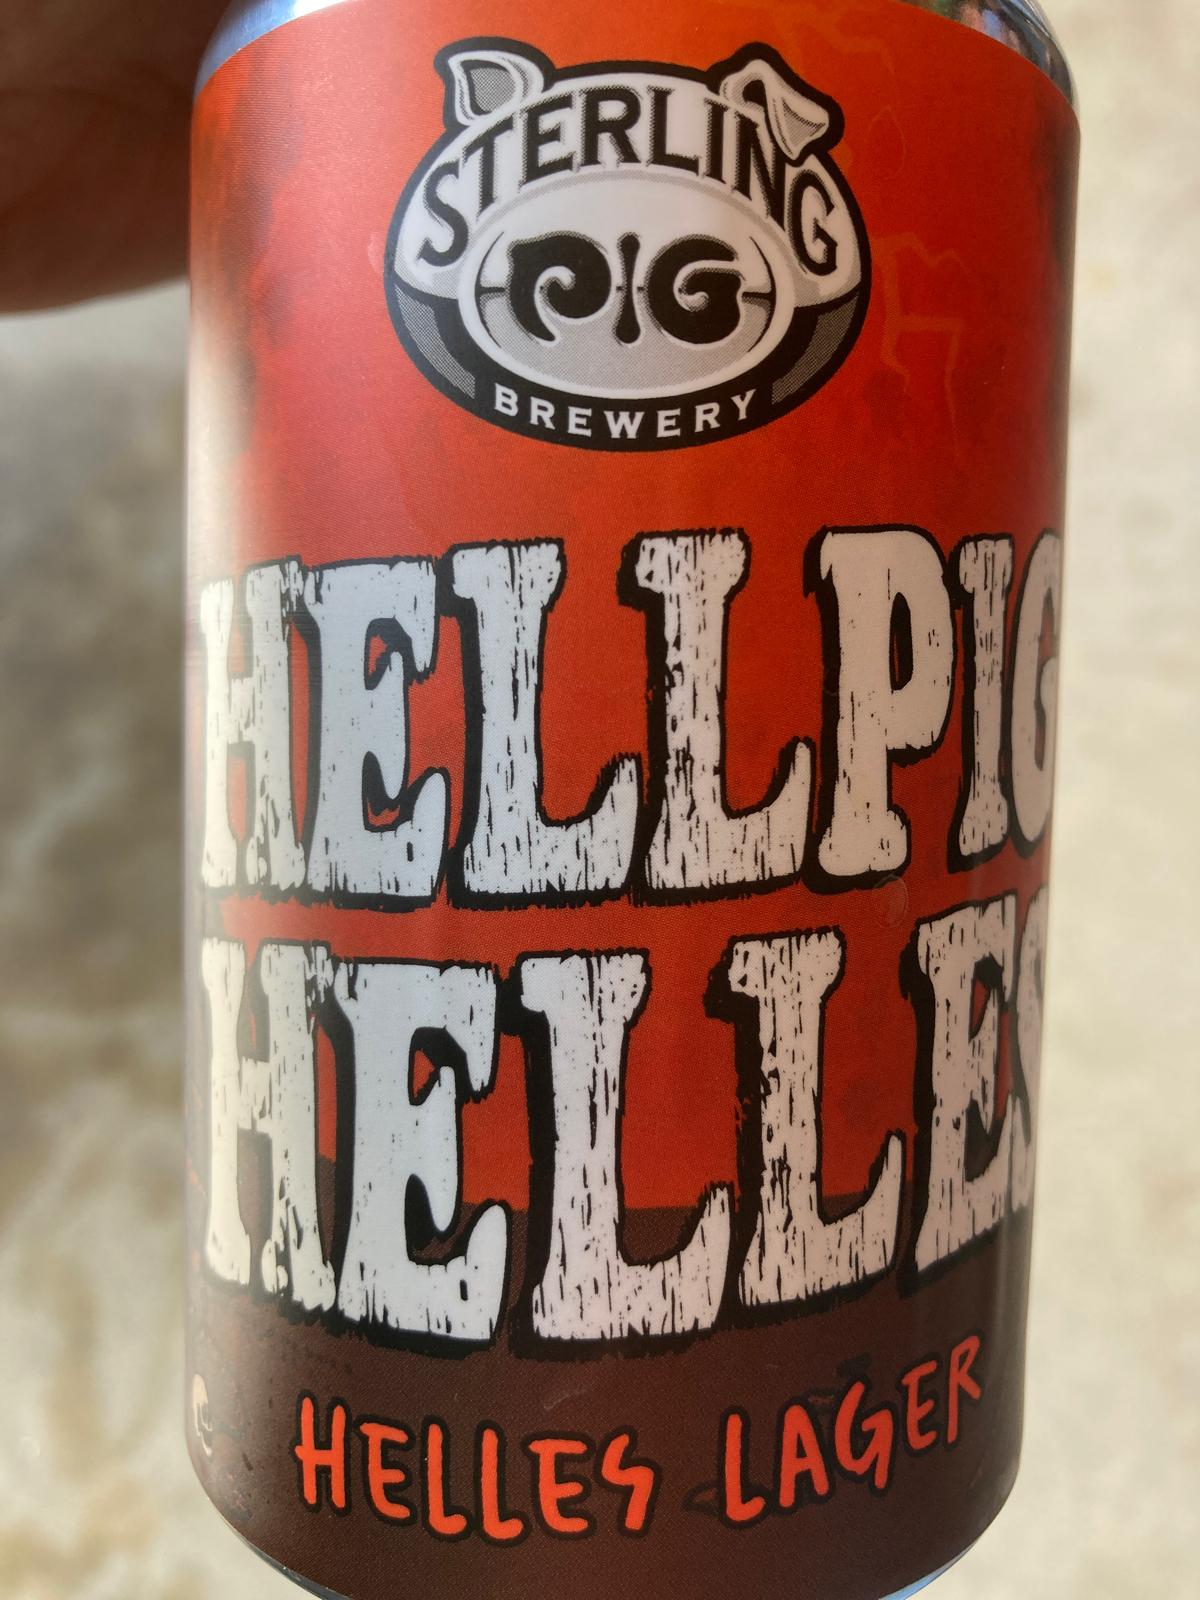 STERLING
PIG
BREWERY
HELLPIG
HELLES
HELLES LAGER